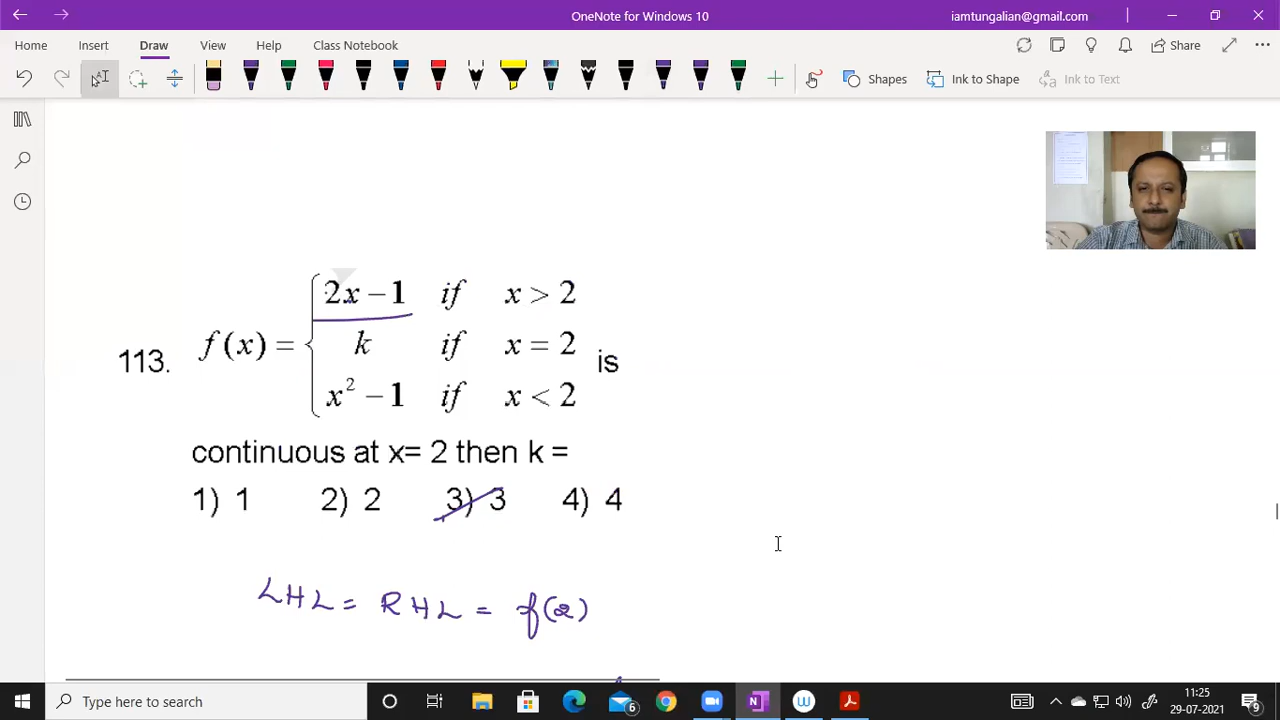 OneNote for Windows 10
iamtungalian@gmail.com
Home Insert Draw View Help Class Notebook
Share
Shapes Ink to Shape Ink to Text
113. f(x) = { 2x − 1 if x > 2
k if x = 2
x² − 1 if x < 2
is
continuous at x= 2 then k =
1) 1 2) 2 3) 3 4) 4
LHL = RHL = f(2)
Type here to search
6
11:25
29-07-2021
9